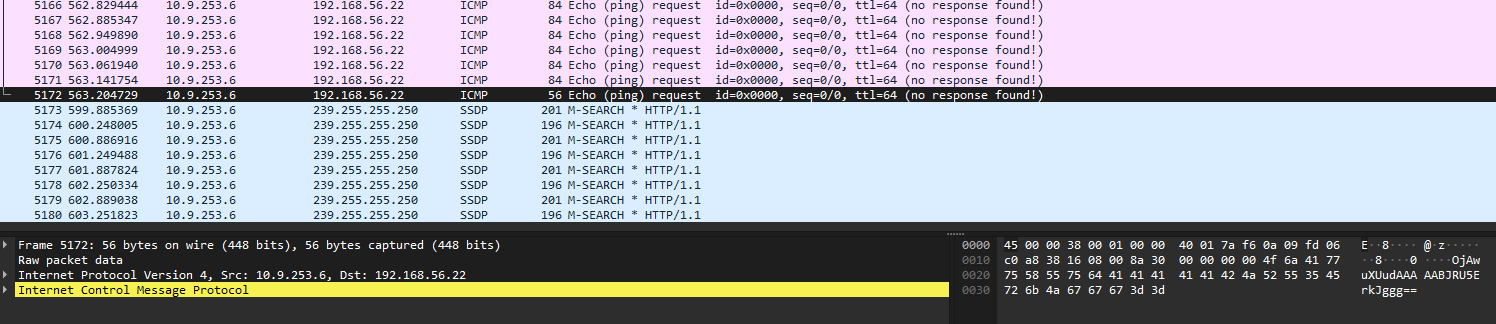 5166 562.829444 10.9.253.6 192.168.56.22 ICMP 84 Echo (ping) request id=0x0000, seq=0/0, ttl=64 (no response found!)
5167 562.885347 10.9.253.6 192.168.56.22 ICMP 84 Echo (ping) request id=0x0000, seq=0/0, ttl=64 (no response found!)
5168 562.949890 10.9.253.6 192.168.56.22 ICMP 84 Echo (ping) request id=0x0000, seq=0/0, ttl=64 (no response found!)
5169 563.004999 10.9.253.6 192.168.56.22 ICMP 84 Echo (ping) request id=0x0000, seq=0/0, ttl=64 (no response found!)
5170 563.061940 10.9.253.6 192.168.56.22 ICMP 84 Echo (ping) request id=0x0000, seq=0/0, ttl=64 (no response found!)
5171 563.141754 10.9.253.6 192.168.56.22 ICMP 84 Echo (ping) request id=0x0000, seq=0/0, ttl=64 (no response found!)
5172 563.204729 10.9.253.6 192.168.56.22 ICMP 56 Echo (ping) request id=0x0000, seq=0/0, ttl=64 (no response found!)
5173 599.885369 10.9.253.6 239.255.255.250 SSDP 201 M-SEARCH * HTTP/1.1
5174 600.248005 10.9.253.6 239.255.255.250 SSDP 196 M-SEARCH * HTTP/1.1
5175 600.886916 10.9.253.6 239.255.255.250 SSDP 201 M-SEARCH * HTTP/1.1
5176 601.249488 10.9.253.6 239.255.255.250 SSDP 196 M-SEARCH * HTTP/1.1
5177 601.887824 10.9.253.6 239.255.255.250 SSDP 201 M-SEARCH * HTTP/1.1
5178 602.250334 10.9.253.6 239.255.255.250 SSDP 196 M-SEARCH * HTTP/1.1
5179 602.889038 10.9.253.6 239.255.255.250 SSDP 201 M-SEARCH * HTTP/1.1
5180 603.251823 10.9.253.6 239.255.255.250 SSDP 196 M-SEARCH * HTTP/1.1
Frame 5172: 56 bytes on wire (448 bits), 56 bytes captured (448 bits)
Raw packet data
Internet Protocol Version 4, Src: 10.9.253.6, Dst: 192.168.56.22
Internet Control Message Protocol
0000 45 00 00 38 00 01 00 00 40 01 7a f6 0a 09 fd 06 E··8···· @·z·····
0010 c0 a8 38 16 08 00 8a 30 00 00 00 00 4f 6a 41 77 ··8····0 ····OjAw
0020 75 58 55 75 64 41 41 41 41 41 42 4a 52 55 35 45 uXUudAAA AABJRU5E
0030 72 6b 4a 67 67 67 3d 3d rkJggg==